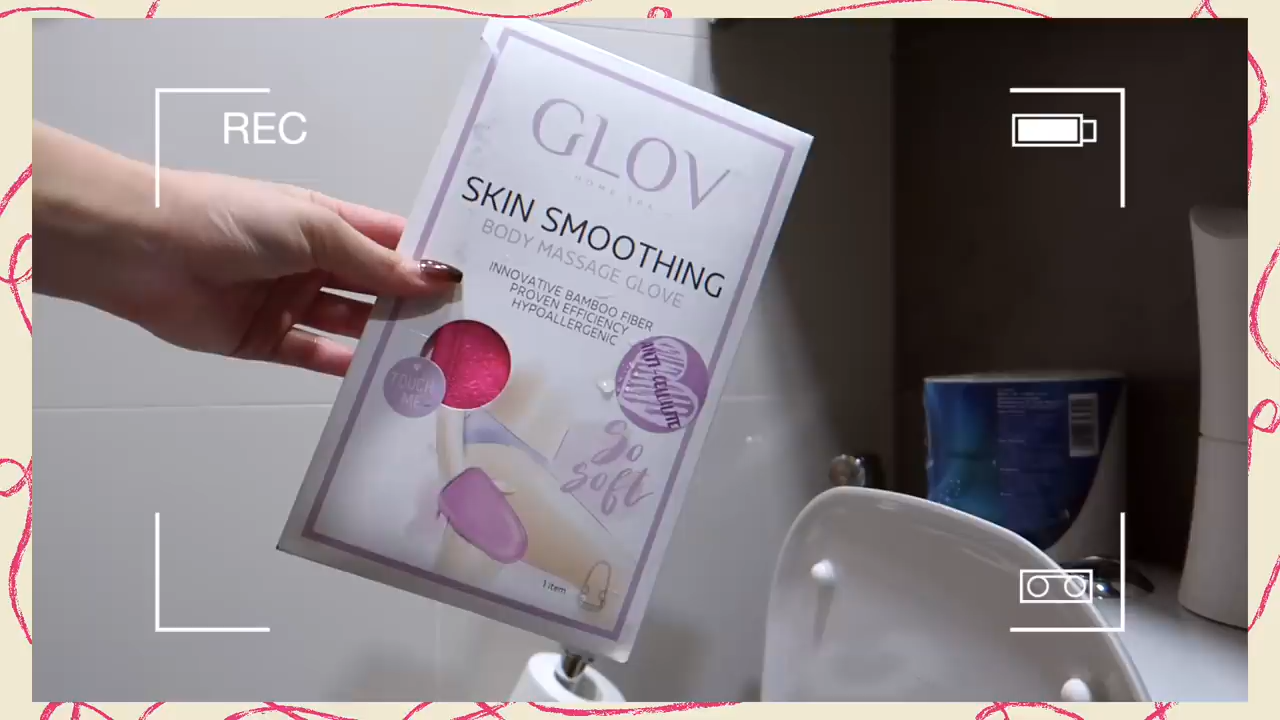 REC
GLOV
HOME SPA
SKIN SMOOTHING
BODY MASSAGE GLOVE
INNOVATIVE BAMBOO FIBER
PROVEN EFFICIENCY
HYPOALLERGENIC
TOUCH
ME
ANTI-CELLULITE
So
soft
1 item